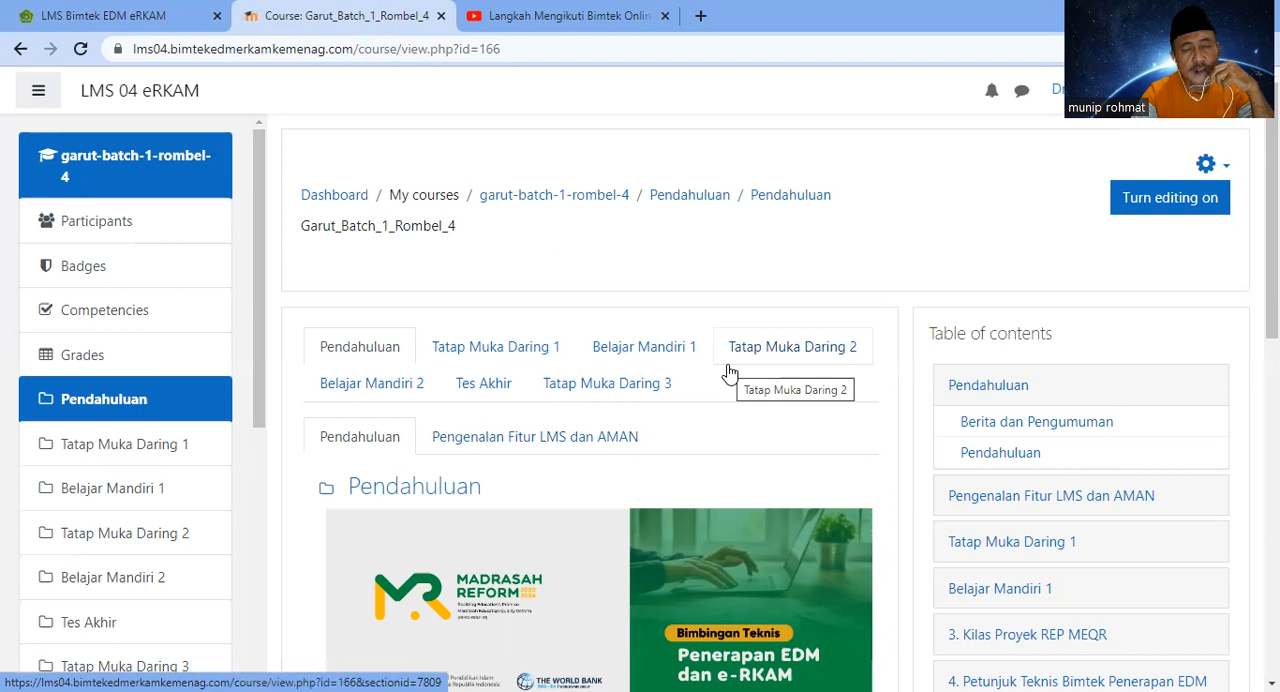 LMS Bimtek EDM eRKAM
Course: Garut_Batch_1_Rombel_4
Langkah Mengikuti Bimtek Onlin
lms04.bimtekedmerkamkemenag.com/course/view.php?id=166
munip rohmat
LMS 04 eRKAM
garut-batch-1-rombel-
4
Participants
Badges
Competencies
Grades
Pendahuluan
Tatap Muka Daring 1
Belajar Mandiri 1
Tatap Muka Daring 2
Belajar Mandiri 2
Tes Akhir
Tatap Muka Daring 3
Dashboard / My courses / garut-batch-1-rombel-4 / Pendahuluan / Pendahuluan
Garut_Batch_1_Rombel_4
Turn editing on
Pendahuluan Tatap Muka Daring 1 Belajar Mandiri 1 Tatap Muka Daring 2
Belajar Mandiri 2 Tes Akhir Tatap Muka Daring 3
Tatap Muka Daring 2
Pendahuluan Pengenalan Fitur LMS dan AMAN
Pendahuluan
MADRASAH
REFORM
Bimbingan Teknis
Penerapan EDM
dan e-RKAM
THE WORLD BANK
Table of contents
Pendahuluan
Berita dan Pengumuman
Pendahuluan
Pengenalan Fitur LMS dan AMAN
Tatap Muka Daring 1
Belajar Mandiri 1
3. Kilas Proyek REP MEQR
4. Petunjuk Teknis Bimtek Penerapan EDM
https://lms04.bimtekedmerkamkemenag.com/course/view.php?id=166&sectionid=7809